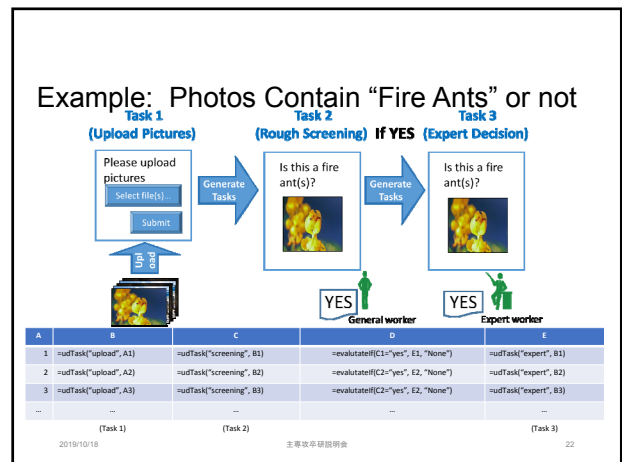 Example: Photos Contain “Fire Ants” or not
Task 1
(Upload Pictures)
Task 2
(Rough Screening)
If YES
Task 3
(Expert Decision)
Please upload
pictures
Select file(s)...
Submit
Generate
Tasks
Is this a fire
ant(s)?
Generate
Tasks
Is this a fire
ant(s)?
Upl
oad
YES
General worker
YES
Expert worker
A B C D E
1 =udTask("upload", A1) =udTask("screening", B1) =evalutateIf(C1="yes", E1, "None") =udTask("expert", B1)
2 =udTask("upload", A2) =udTask("screening", B2) =evalutateIf(C2="yes", E2, "None") =udTask("expert", B2)
3 =udTask("upload", A3) =udTask("screening", B3) =evalutateIf(C2="yes", E2, "None") =udTask("expert", B3)
... ... ... ... ...
(Task 1) (Task 2) (Task 3)
2019/10/18 主専攻卒研説明会 22